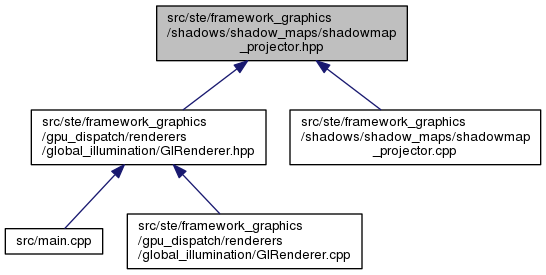 src/ste/framework_graphics
/shadows/shadow_maps/shadowmap
_projector.hpp
src/ste/framework_graphics
/gpu_dispatch/renderers
/global_illumination/GIRenderer.hpp
src/ste/framework_graphics
/shadows/shadow_maps/shadowmap
_projector.cpp
src/main.cpp
src/ste/framework_graphics
/gpu_dispatch/renderers
/global_illumination/GIRenderer.cpp